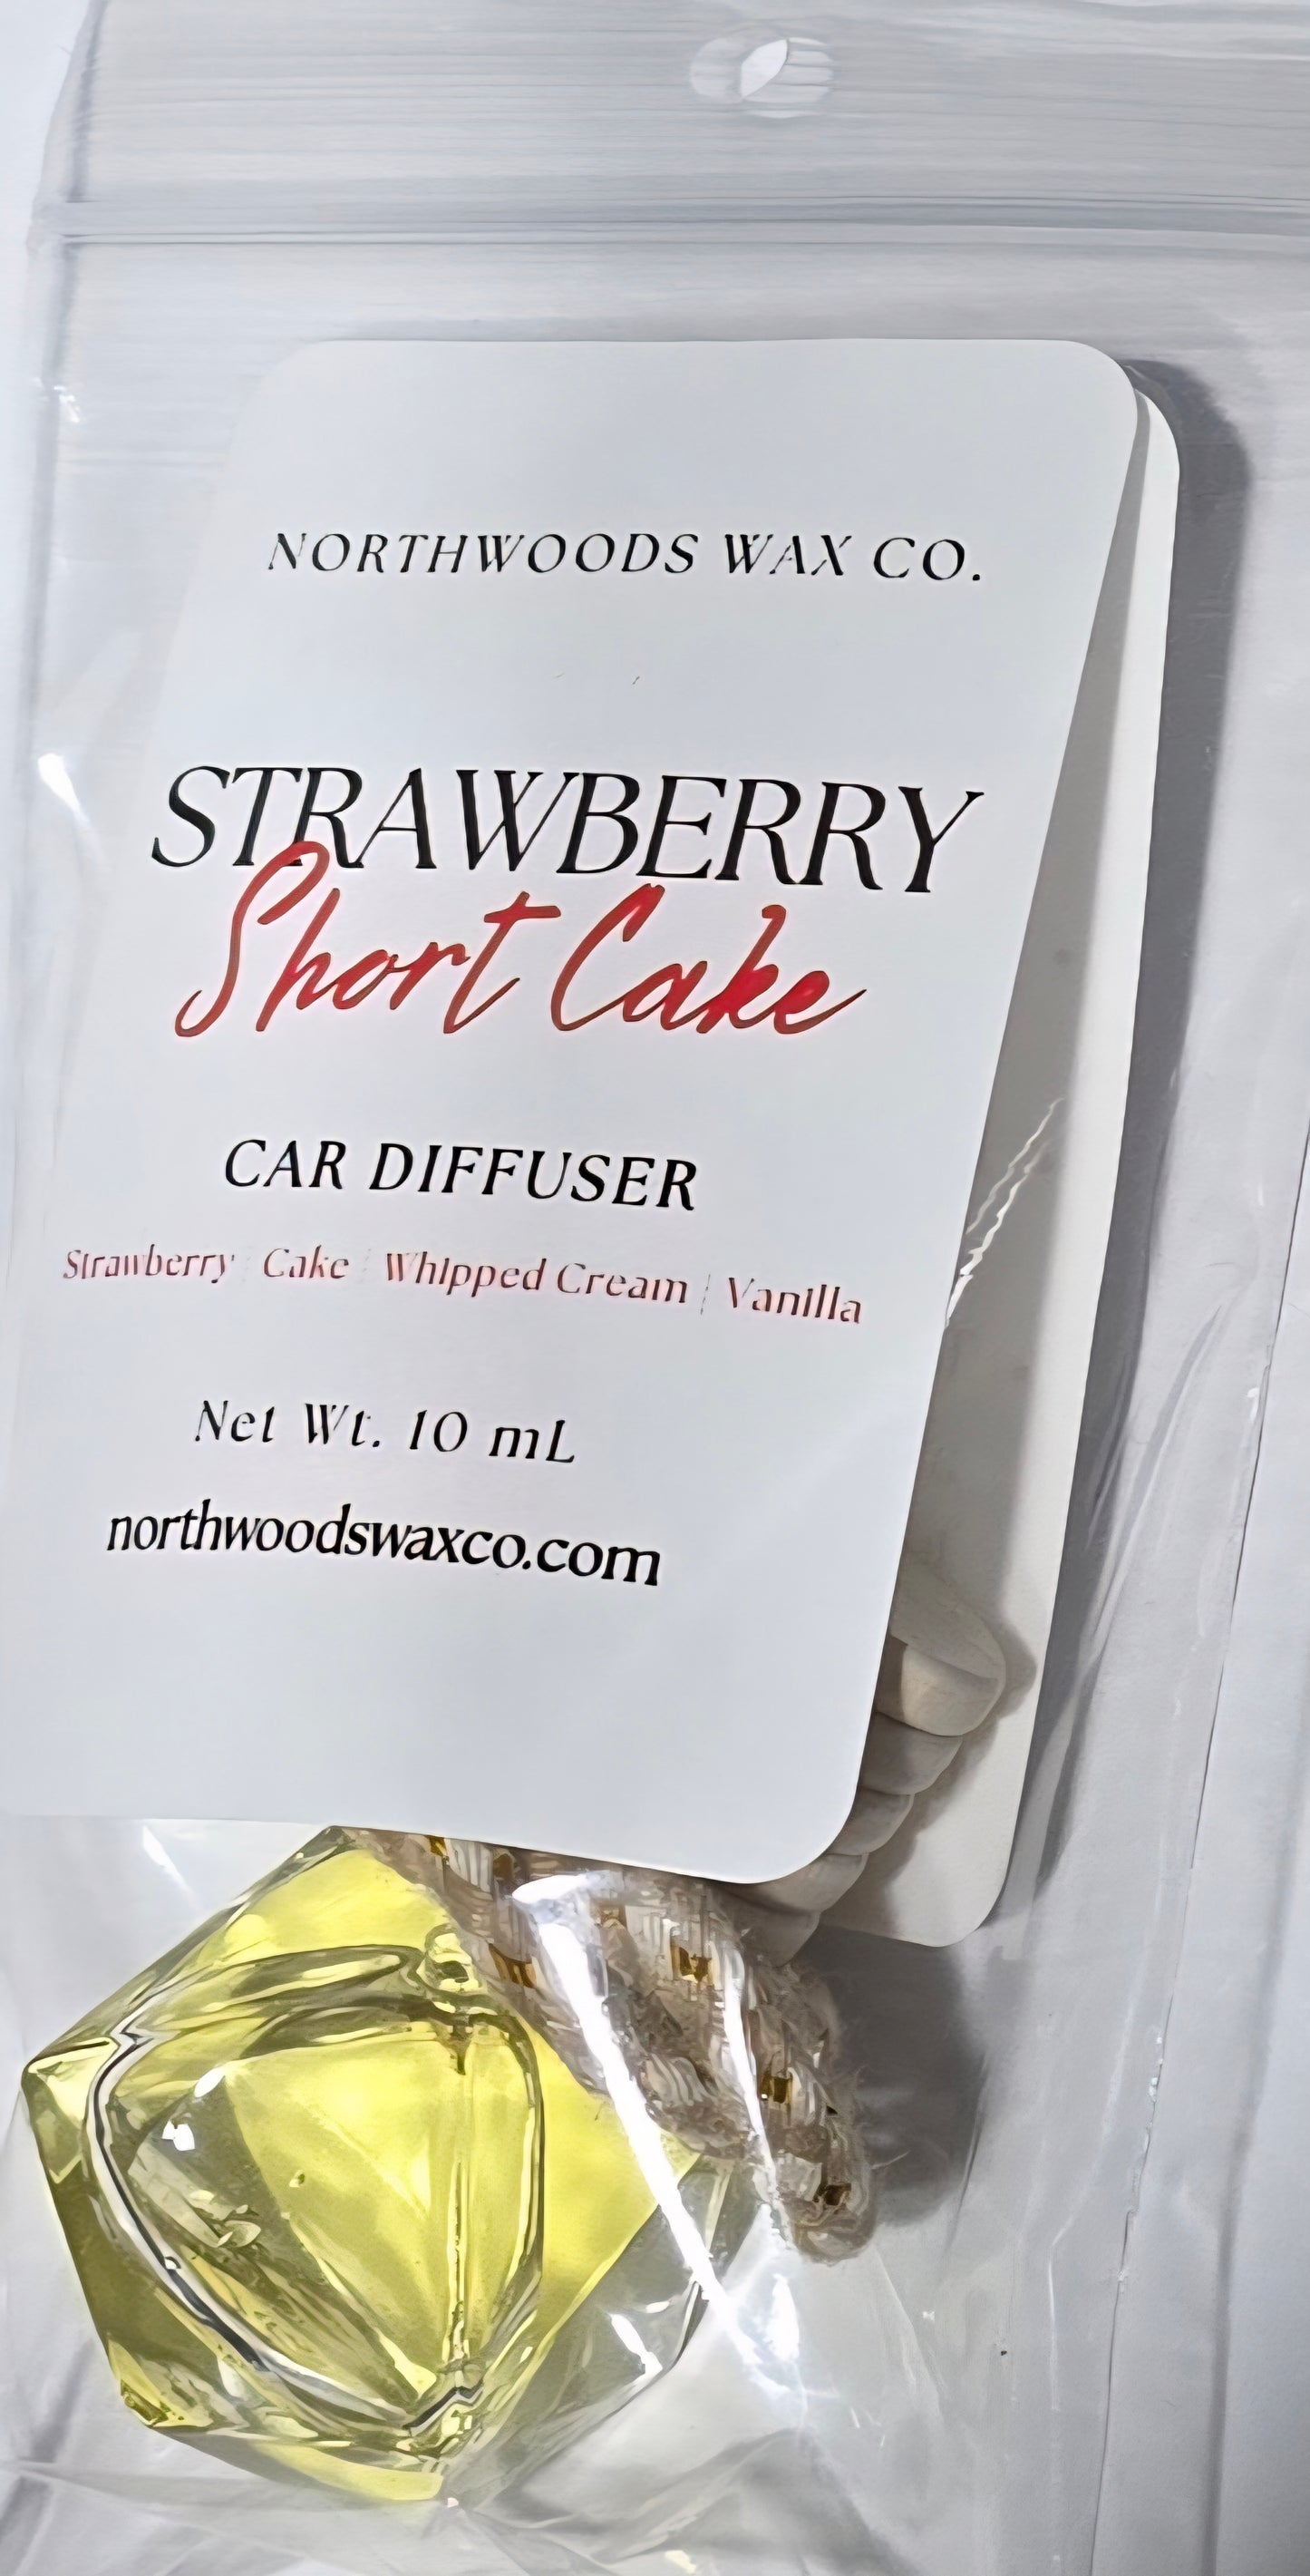 NORTHWOODS WAX CO.
STRAWBERRY
Short Cake
CAR DIFFUSER
Strawberry | Cake | Whipped Cream | Vanilla
Net Wt. 10 mL
northwoodswaxco.com